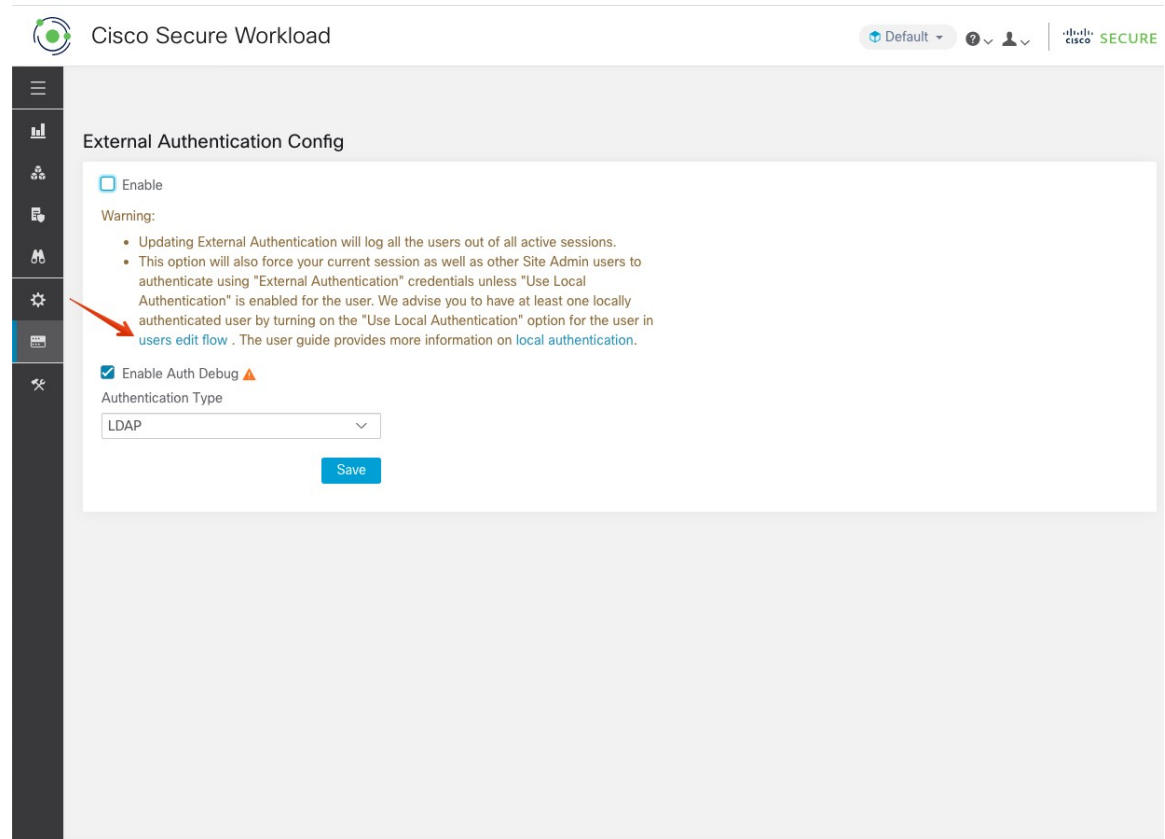 Cisco Secure Workload
Default
cisco SECURE
External Authentication Config
Enable
Warning:
• Updating External Authentication will log all the users out of all active sessions.
• This option will also force your current session as well as other Site Admin users to
authenticate using "External Authentication" credentials unless "Use Local
Authentication" is enabled for the user. We advise you to have at least one locally
authenticated user by turning on the "Use Local Authentication" option for the user in
users edit flow . The user guide provides more information on local authentication.
Enable Auth Debug
Authentication Type
LDAP
Save